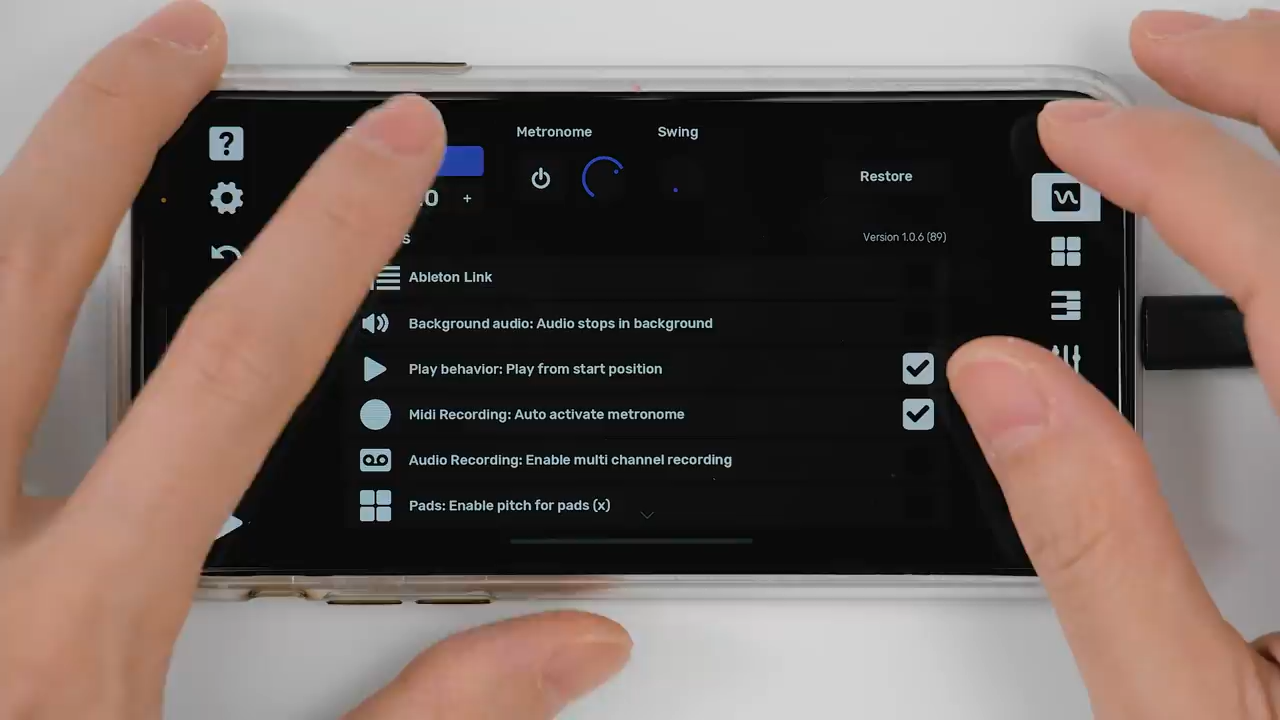 Metronome
Swing
Restore
+
Version 1.0.6 (89)
Ableton Link
Background audio: Audio stops in background
Play behavior: Play from start position
Midi Recording: Auto activate metronome
Audio Recording: Enable multi channel recording
Pads: Enable pitch for pads (x)